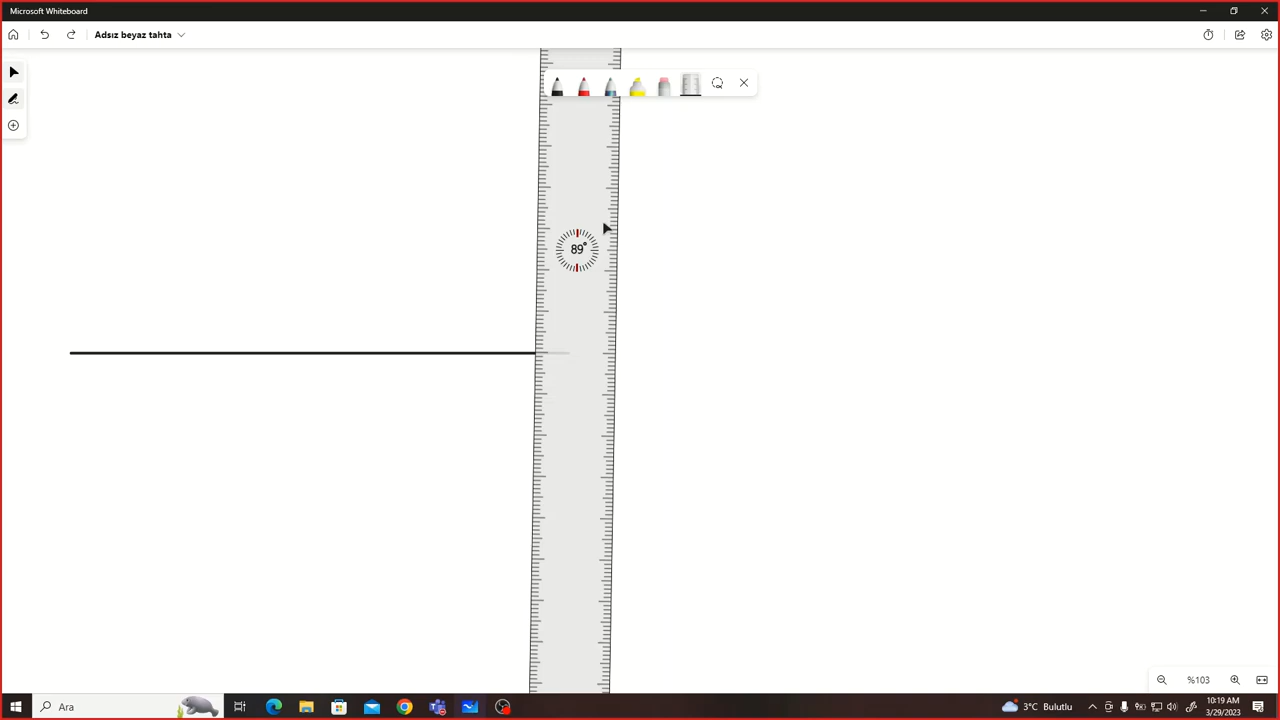 Microsoft Whiteboard
Adsız beyaz tahta
89°
%103
Ara
3°C Bulutlu
10:19 AM
3/29/2023